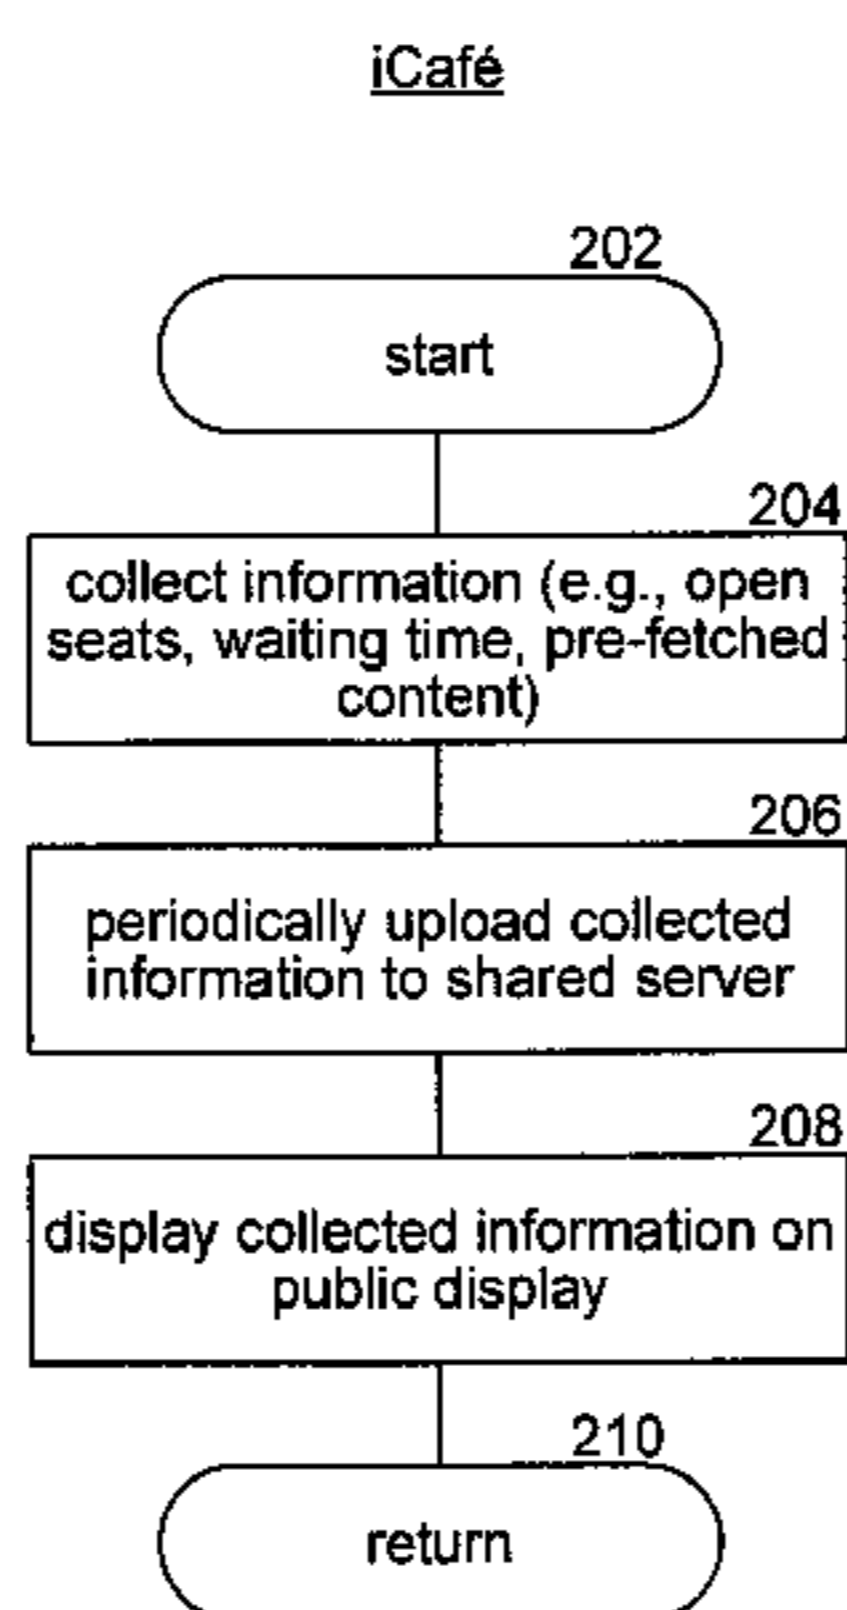 iCafé
202
start
204
collect information (e.g., open
seats, waiting time, pre-fetched
content)
206
periodically upload collected
information to shared server
208
display collected information on
public display
210
return